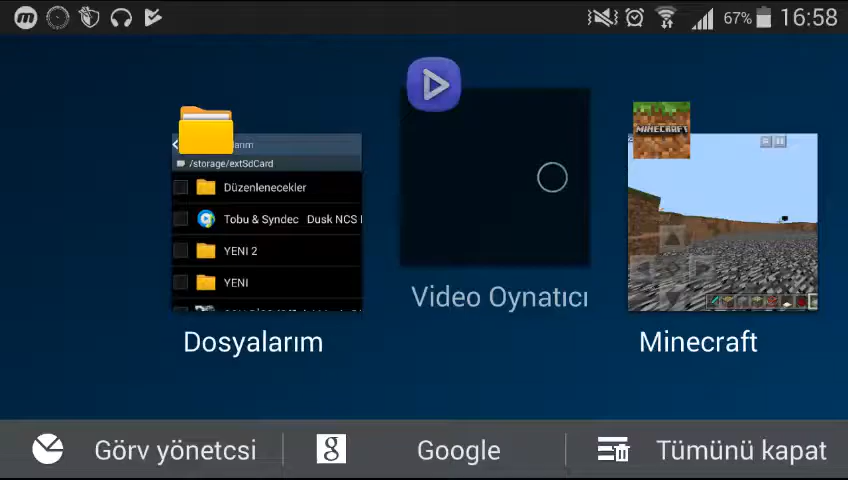 67%
16:58
arım
/storage/extSdCard
Düzenlenecekler
Tobu & Syndec Dusk NCS
YENI 2
YENI
MINECRAFT
Dosyalarım
Video Oynatıcı
Minecraft
Görv yönetcsi
Google
Tümünü kapat